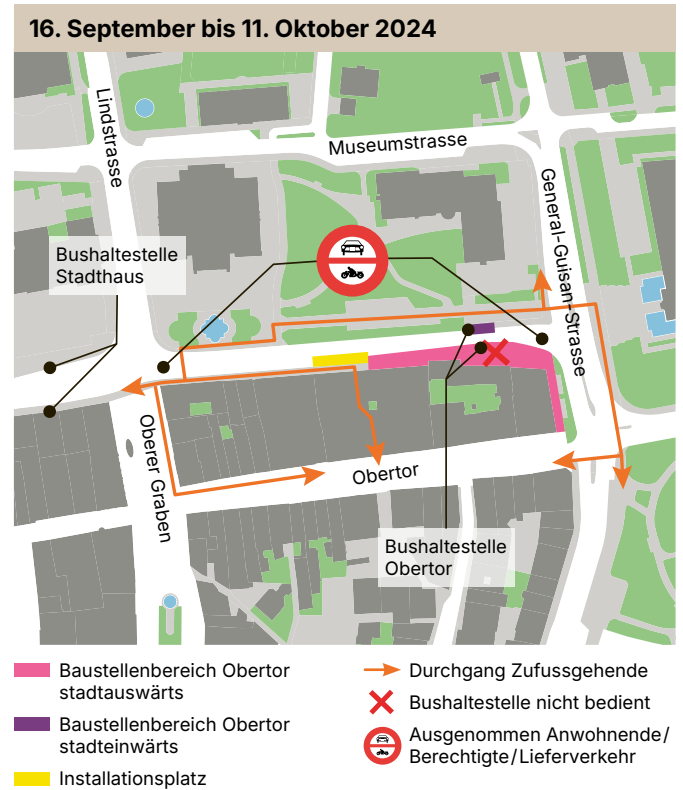 16. September bis 11. Oktober 2024
Lindstrasse
Museumstrasse
General-Guisan-Strasse
Bushaltestelle
Stadthaus
Oberer Graben
Obertor
Bushaltestelle
Obertor
Baustellenbereich Obertor
stadtauswärts
Baustellenbereich Obertor
stadteinwärts
Installationsplatz
Durchgang Zufussgehende
Bushaltestelle nicht bedient
Ausgenommen Anwohnende/
Berechtigte/Lieferverkehr